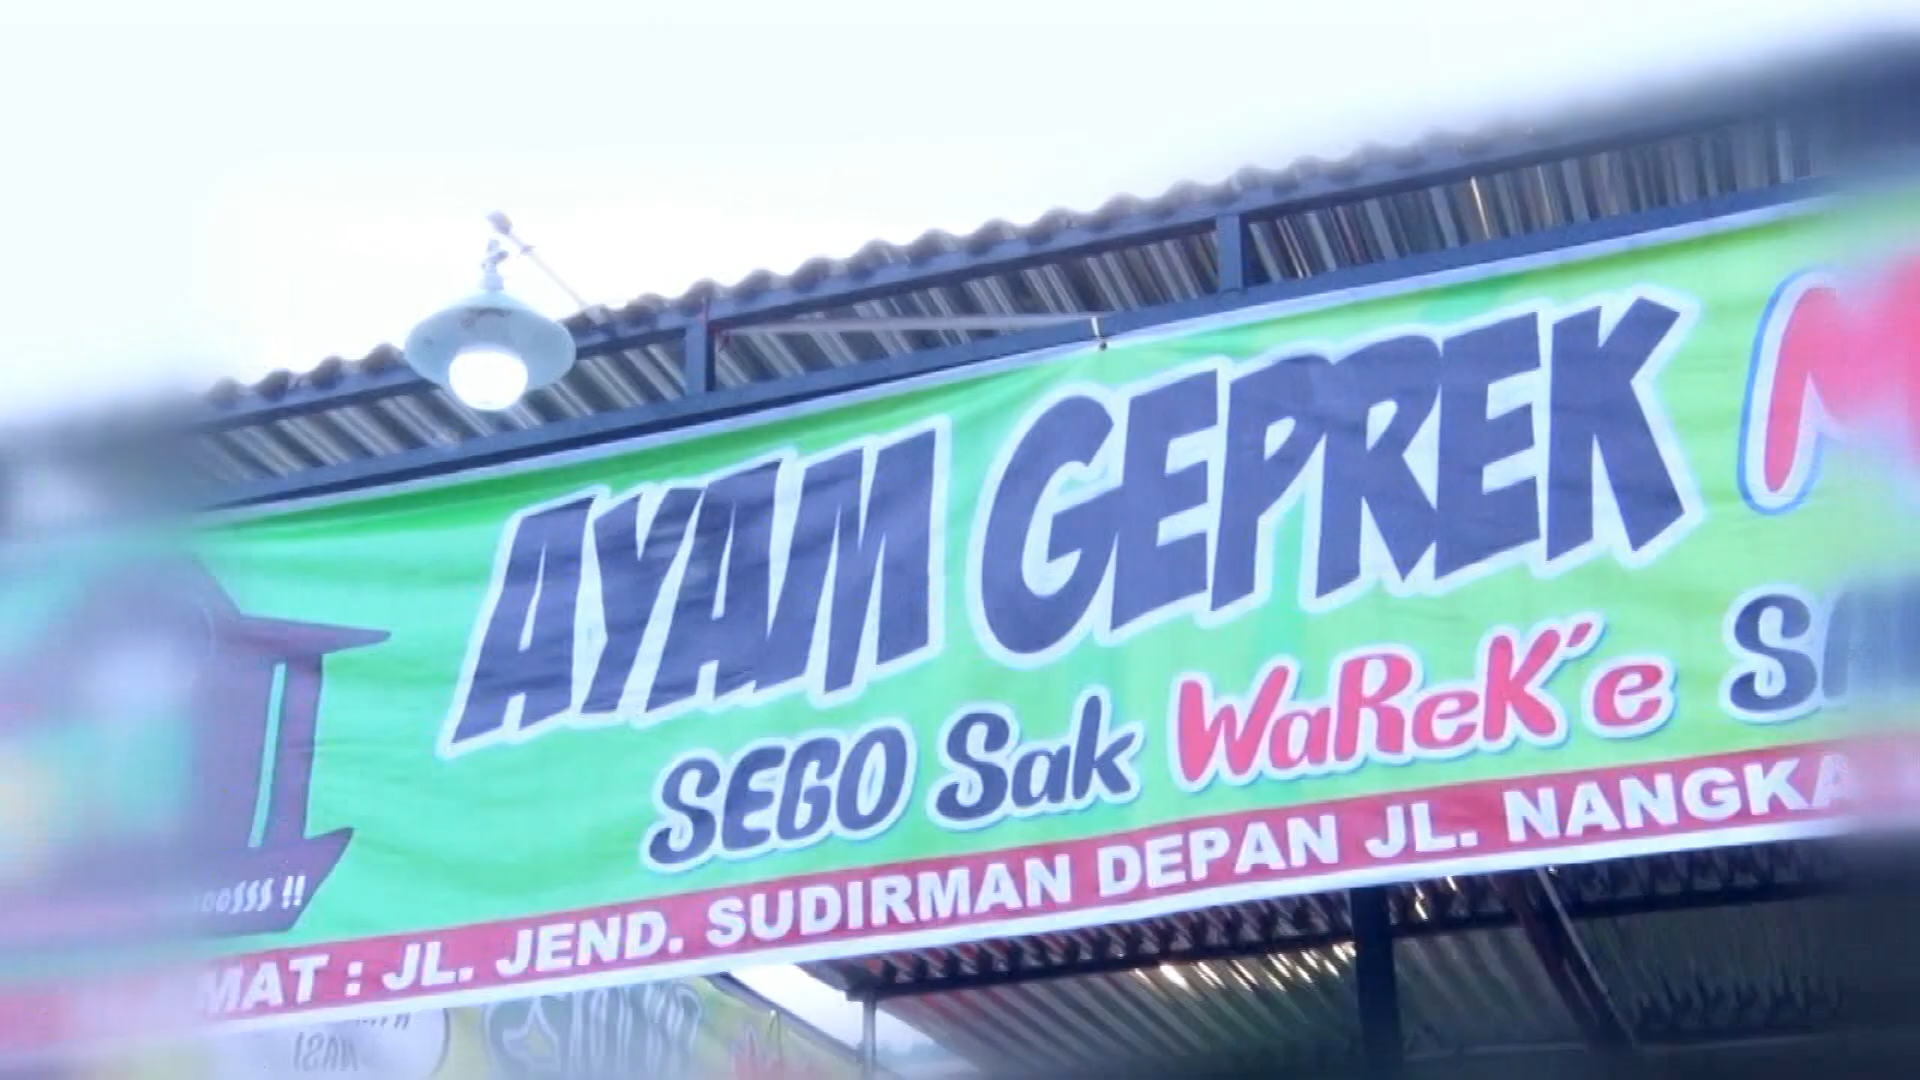 AYAM GEPREK
SEGO Sak WaReK'e
MAT : JL. JEND. SUDIRMAN DEPAN JL. NANGKA
!!